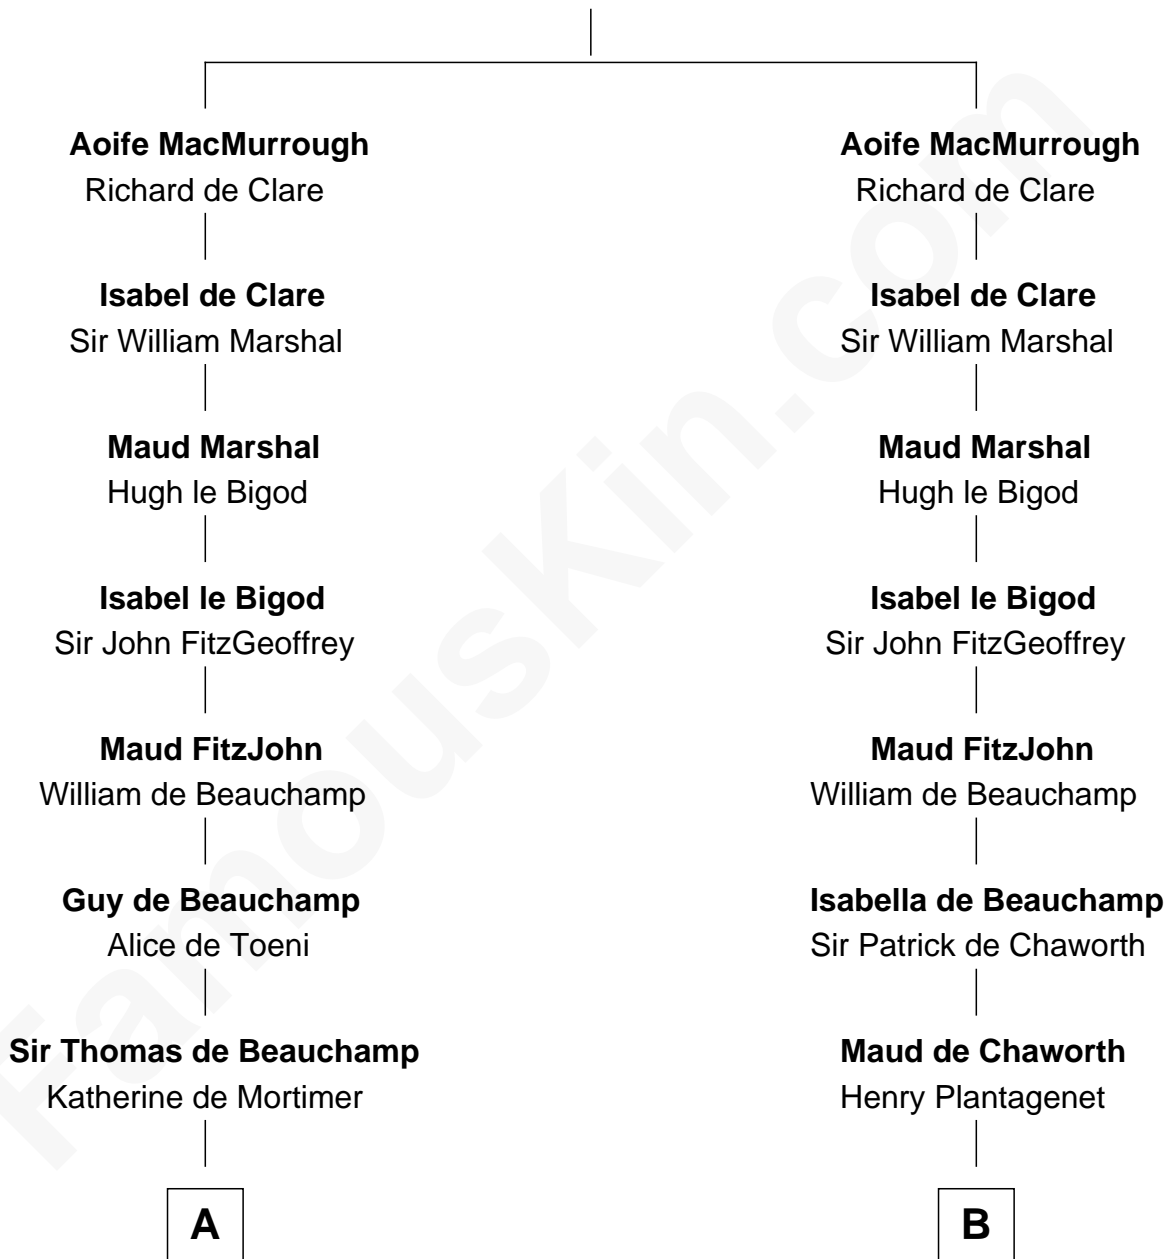 Aoife MacMurrough
Richard de Clare
Isabel de Clare
Sir William Marshal
Maud Marshal
Hugh le Bigod
Isabel le Bigod
Sir John FitzGeoffrey
Maud FitzJohn
William de Beauchamp
Guy de Beauchamp
Alice de Toeni
Sir Thomas de Beauchamp
Katherine de Mortimer
A
Aoife MacMurrough
Richard de Clare
Isabel de Clare
Sir William Marshal
Maud Marshal
Hugh le Bigod
Isabel le Bigod
Sir John FitzGeoffrey
Maud FitzJohn
William de Beauchamp
Isabella de Beauchamp
Sir Patrick de Chaworth
Maud de Chaworth
Henry Plantagenet
B
FamousKin.com